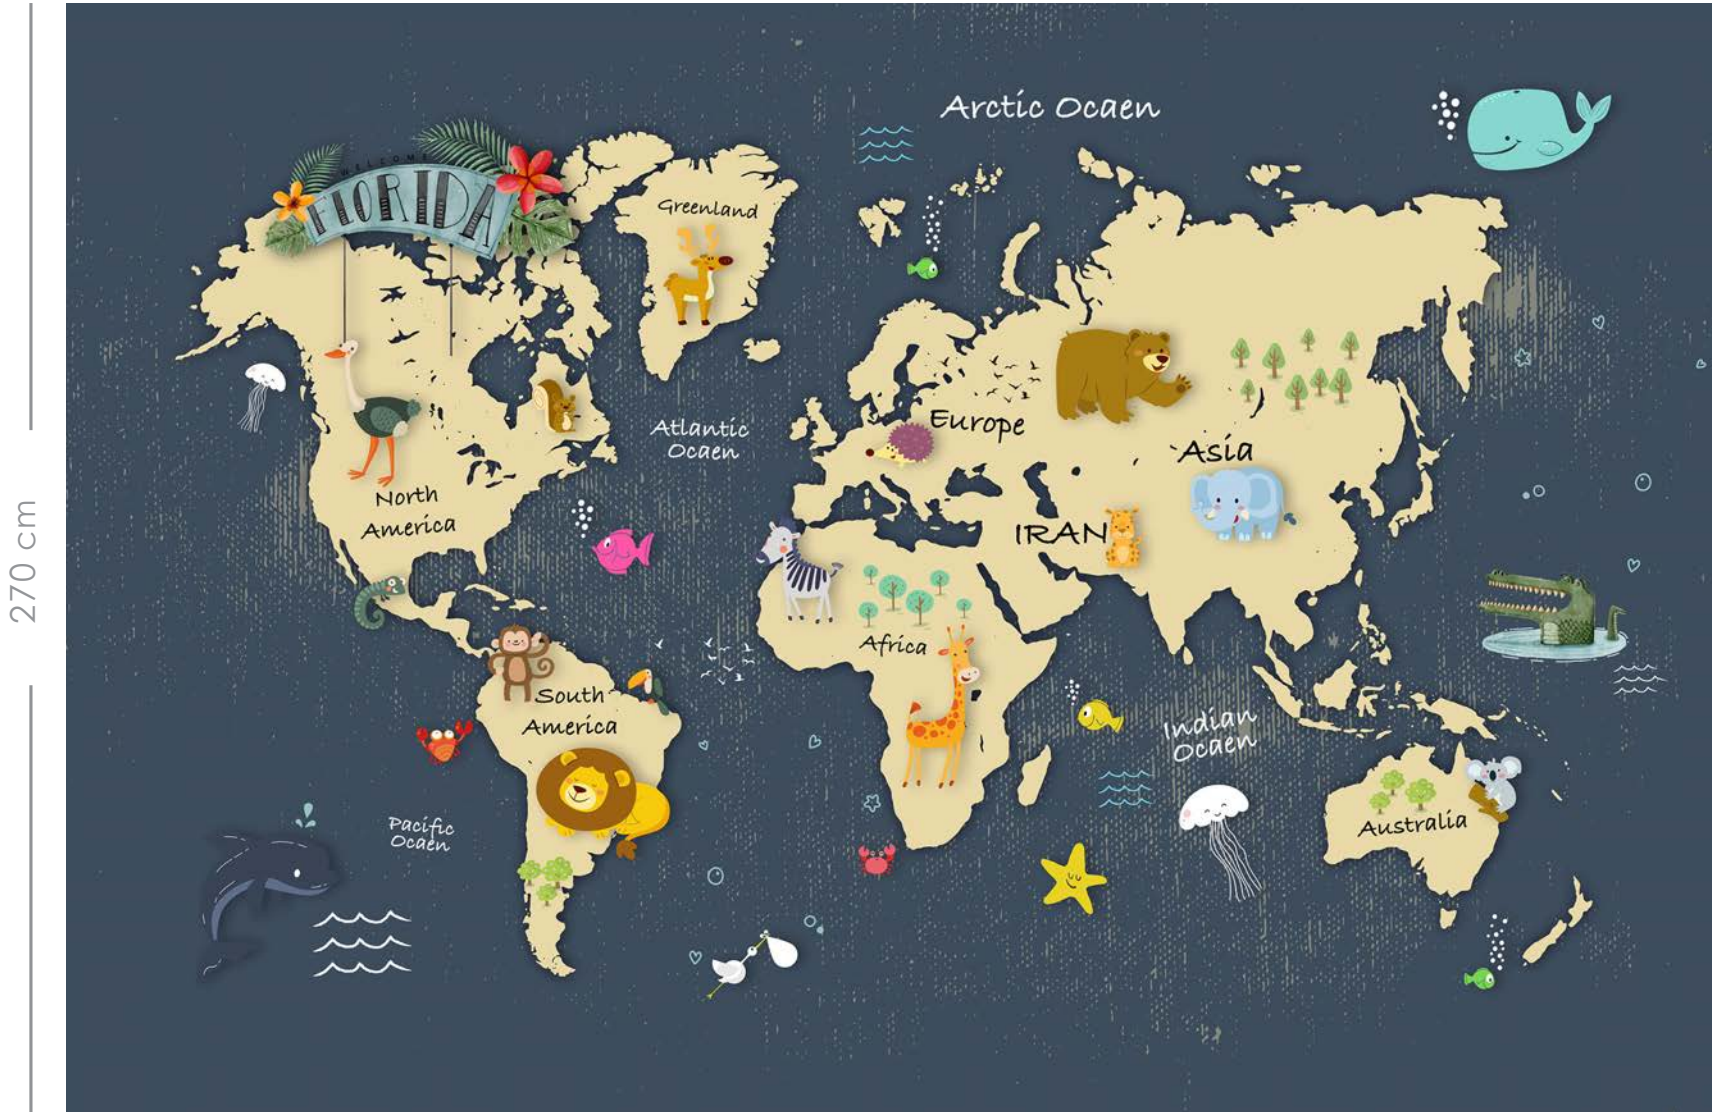 270 cm
Arctic Ocaen
WELCOME
FLORIDA
Greenland
Atlantic
Ocaen
Europe
Asia
North
America
IRAN
Africa
South
America
Indian
Ocaen
Pacific
Ocaen
Australia